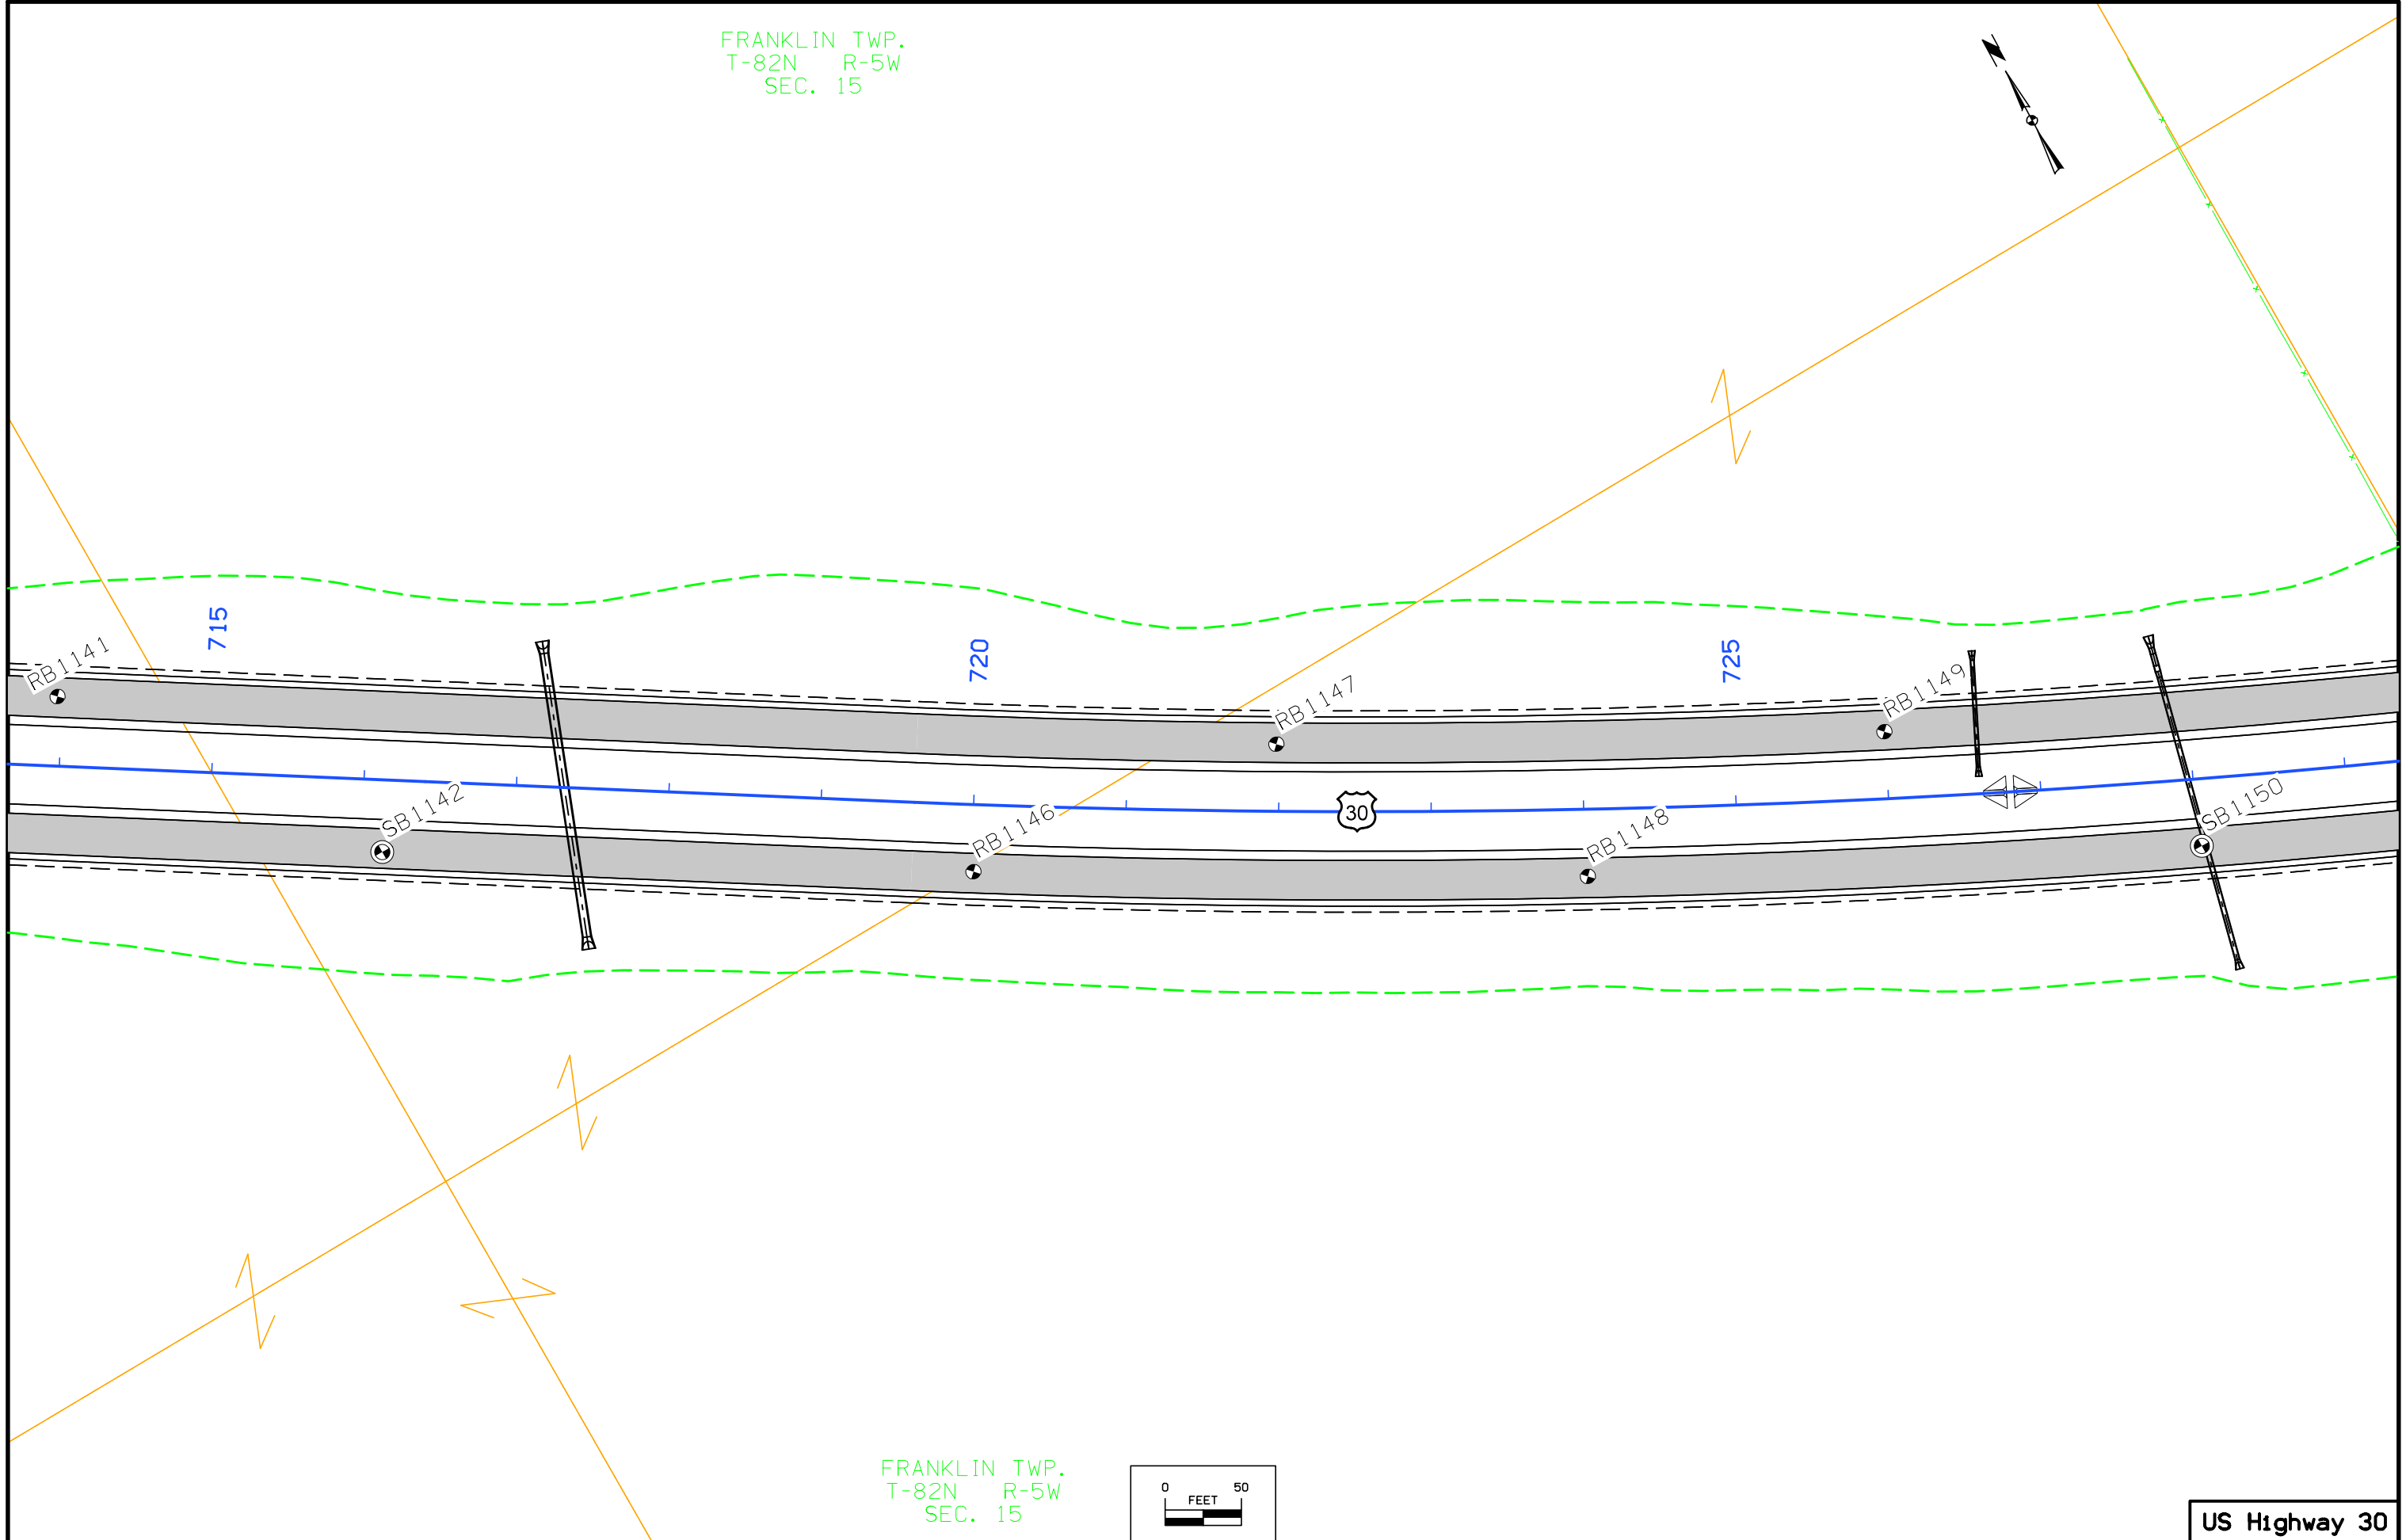 FRANKLIN TWP.
T-82N R-5W
SEC. 15
N
715
720
725
RB1141
SB1142
RB1146
RB1147
RB1148
RB1149
SB1150
30
FRANKLIN TWP.
T-82N R-5W
SEC. 15
0 50
FEET
US Highway 30